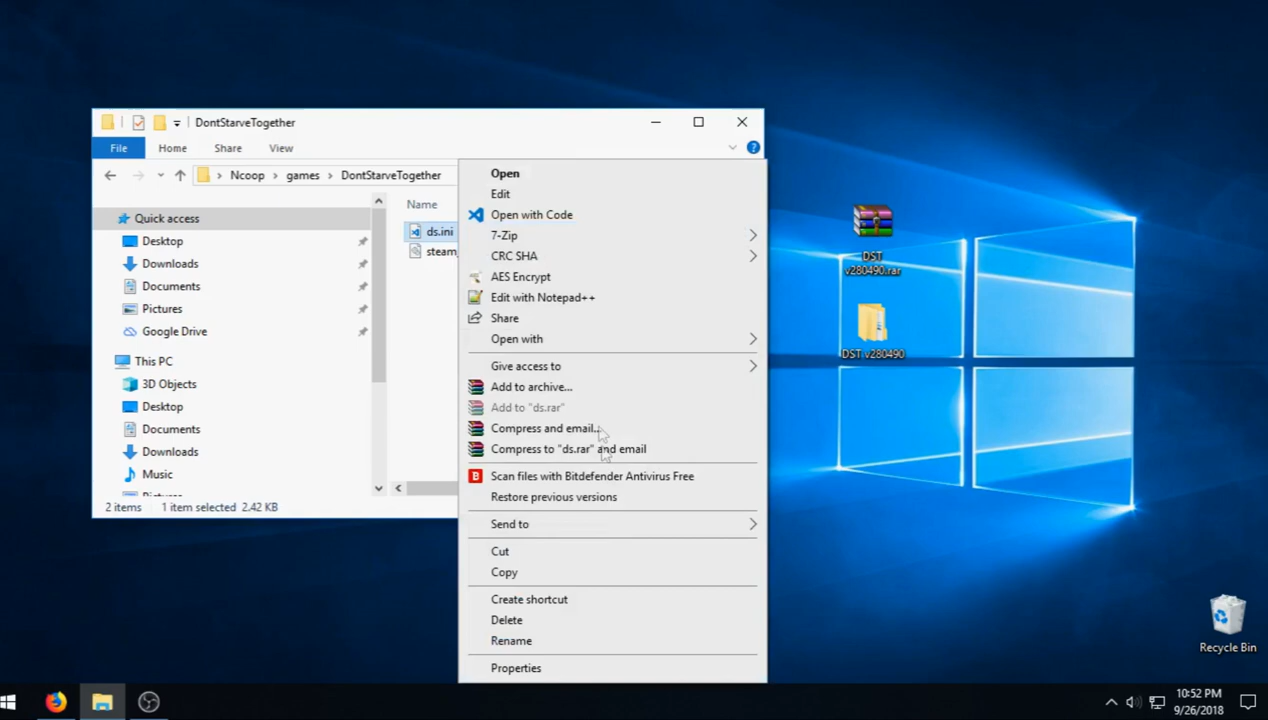 DontStarveTogether
File Home Share View
Ncoop > games > DontStarveTogether
Name
Quick access
Desktop
Downloads
Documents
Pictures
Google Drive
This PC
3D Objects
Desktop
Documents
Downloads
Music
Pictures
2 items 1 item selected 2.42 KB
ds.ini
steam_
Open
Edit
Open with Code
7-Zip
CRC SHA
AES Encrypt
Edit with Notepad++
Share
Open with
Give access to
Add to archive...
Add to "ds.rar"
Compress and email...
Compress to "ds.rar" and email
Scan files with Bitdefender Antivirus Free
Restore previous versions
Send to
Cut
Copy
Create shortcut
Delete
Rename
Properties
DST
v280490.rar
DST v280490
Recycle Bin
10:52 PM
9/26/2018